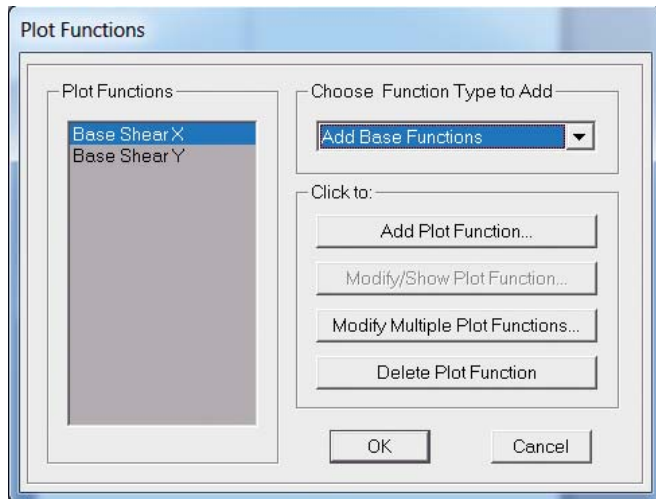 Plot Functions
Plot Functions
Base Shear X
Base Shear Y
Choose Function Type to Add
Add Base Functions
Click to:
Add Plot Function...
Modify/Show Plot Function...
Modify Multiple Plot Functions...
Delete Plot Function
OK
Cancel